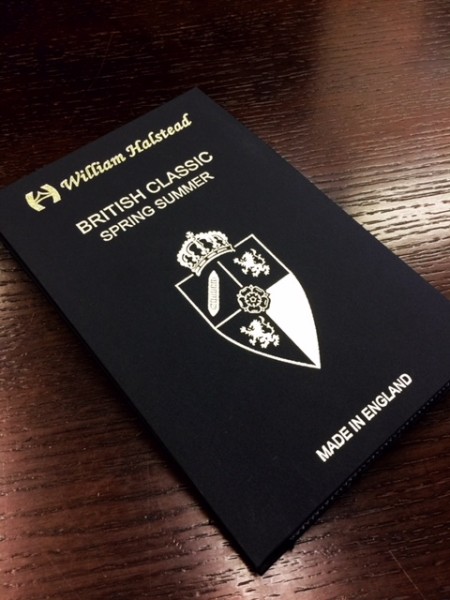 William Halstead
BRITISH CLASSIC
SPRING SUMMER
MADE IN ENGLAND